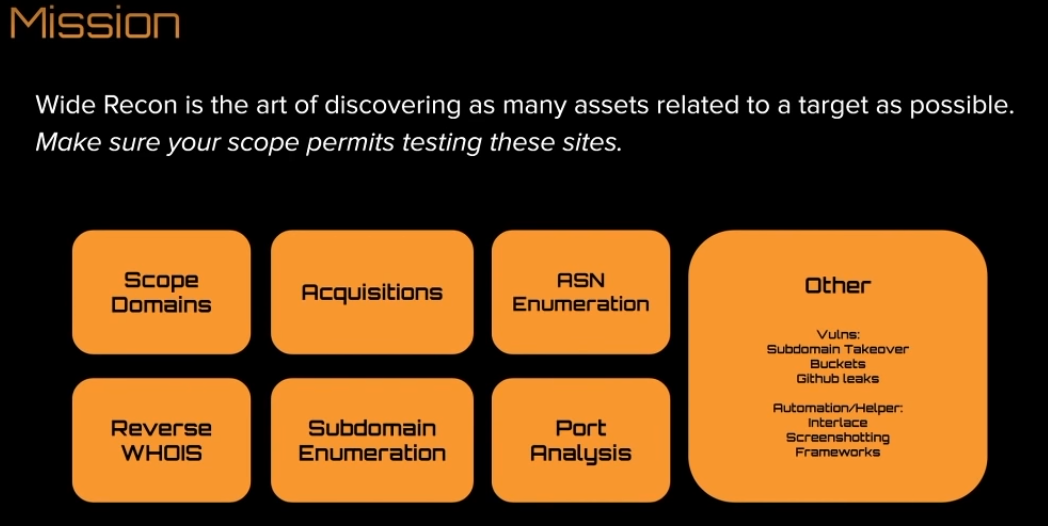 Mission
Wide Recon is the art of discovering as many assets related to a target as possible.
Make sure your scope permits testing these sites.
Scope
Domains
Acquisitions
ASN
Enumeration
Reverse
WHOIS
Subdomain
Enumeration
Port
Analysis
Other
Vulns:
Subdomain Takeover
Buckets
Github leaks
Automation/Helper:
Interlace
Screenshotting
Frameworks